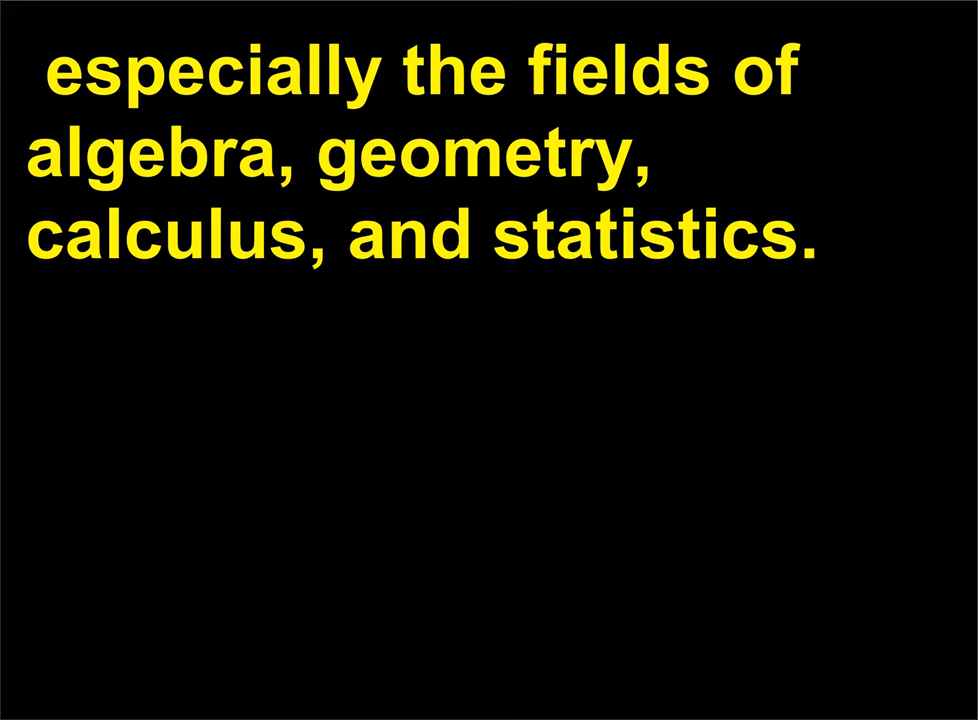 especially the fields of
algebra, geometry,
calculus, and statistics.